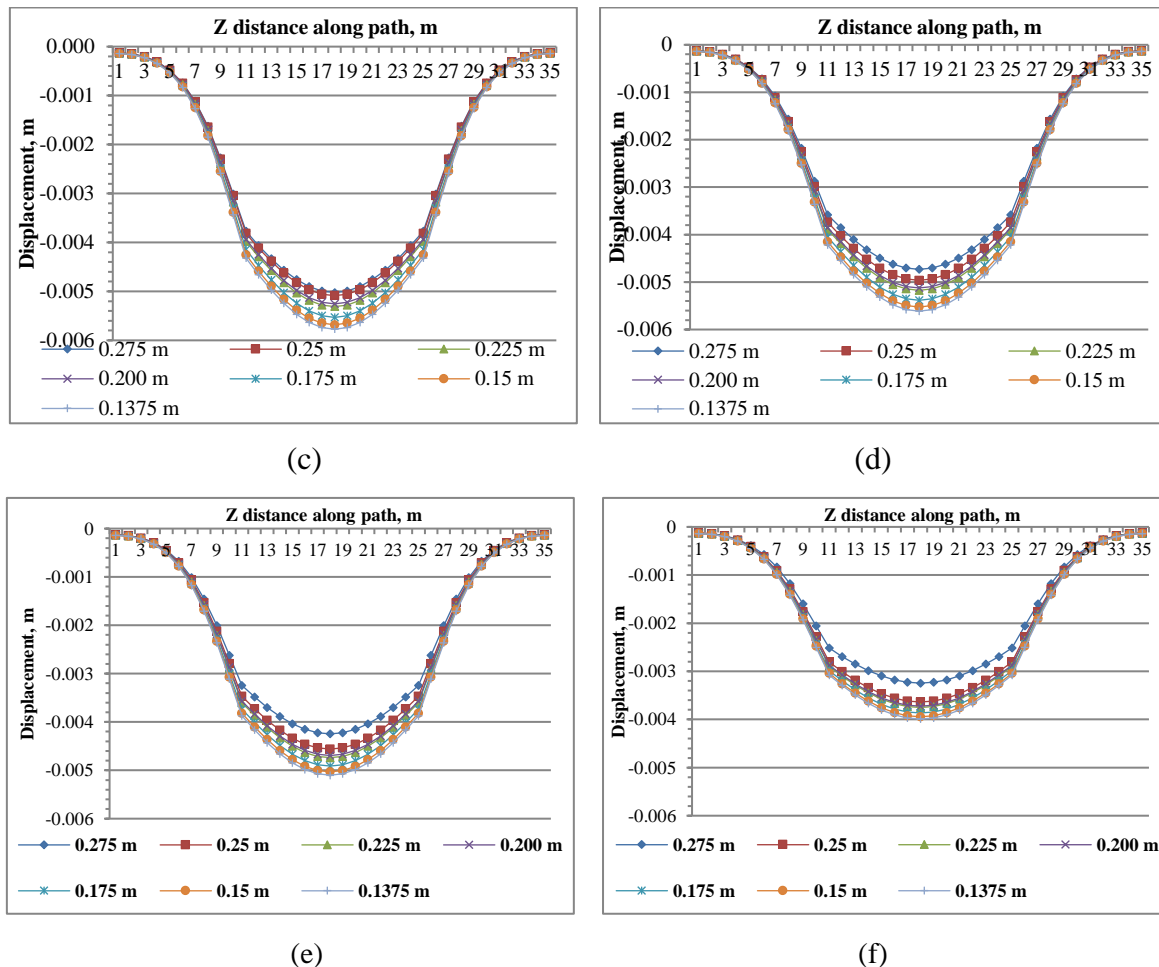 Z distance along path, m
0.000
1 3 5 7 9 11 13 15 17 19 21 23 25 27 29 31 33 35
-0.001
-0.002
-0.003
-0.004
-0.005
-0.006
Displacement, m
0.275 m 0.25 m 0.225 m
0.200 m 0.175 m 0.15 m
0.1375 m
(c)
Z distance along path, m
0
1 3 5 7 9 11 13 15 17 19 21 23 25 27 29 31 33 35
-0.001
-0.002
-0.003
-0.004
-0.005
-0.006
Displacement, m
0.275 m 0.25 m 0.225 m
0.200 m 0.175 m 0.15 m
0.1375 m
(d)
Z distance along path, m
0
1 3 5 7 9 11 13 15 17 19 21 23 25 27 29 31 33 35
-0.001
-0.002
-0.003
-0.004
-0.005
-0.006
Displacement, m
0.275 m 0.25 m 0.225 m 0.200 m
0.175 m 0.15 m 0.1375 m
(e)
Z distance along path, m
0
1 3 5 7 9 11 13 15 17 19 21 23 25 27 29 31 33 35
-0.001
-0.002
-0.003
-0.004
-0.005
-0.006
Displacement, m
0.275 m 0.25 m 0.225 m 0.200 m
0.175 m 0.15 m 0.1375 m
(f)